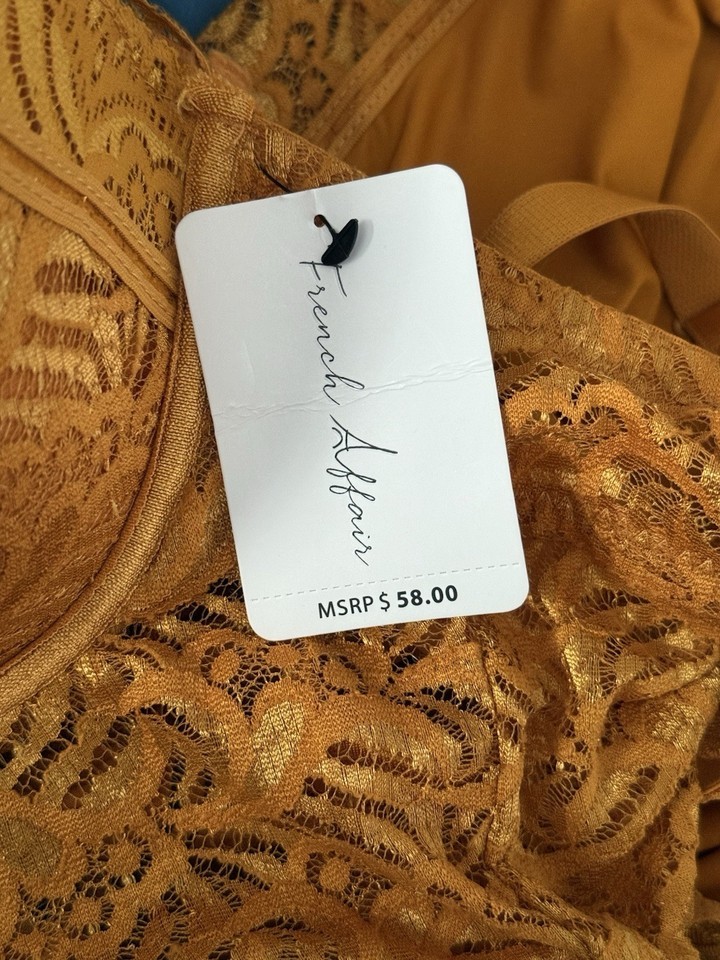 French Affair
MSRP $ 58.00